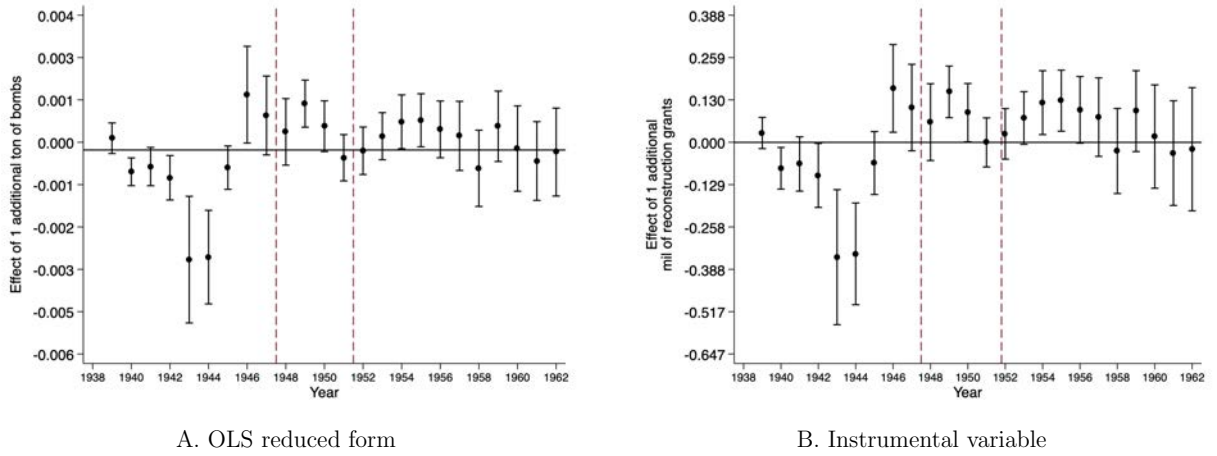 0.004
0.003
0.001
0.000
-0.001
-0.002
-0.003
-0.005
-0.006
Effect of 1 additional ton of bombs
1938 1940 1942 1944 1946 1948 1950 1952 1954 1956 1958 1960 1962
Year
A. OLS reduced form
0.388
0.259
0.130
0.000
-0.129
-0.258
-0.388
-0.517
-0.647
Effect of 1 additional
mil of reconstruction grants
1938 1940 1942 1944 1946 1948 1950 1952 1954 1956 1958 1960 1962
Year
B. Instrumental variable